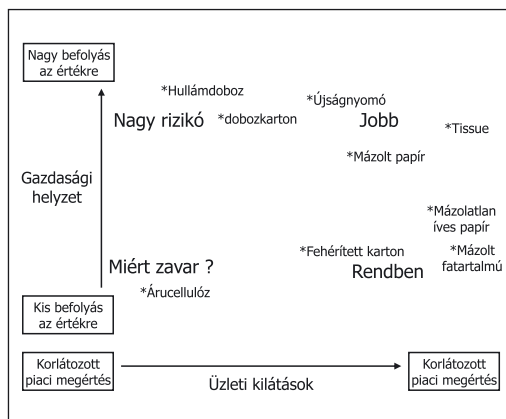 Nagy befolyás
az értékre
*Hullámdoboz
*Újságnyomó
Nagy rizikó
*dobozkarton
Jobb
*Tissue
*Mázolt papír
Gazdasági
helyzet
*Mázolatlan
íves papír
*Fehérített karton
*Mázolt
fatartalmú
Miért zavar ?
Rendben
*Árucellulóz
Kis befolyás
az értékre
Korlátozott
piaci megértés
Üzleti kilátások
Korlátozott
piaci megértés